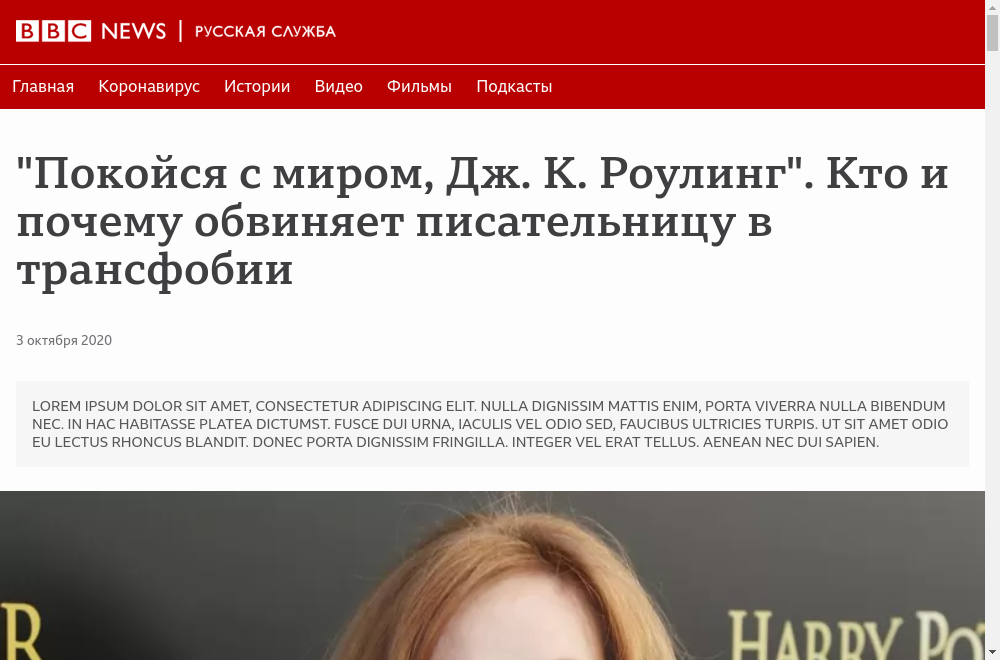 BBC NEWS | РУССКАЯ СЛУЖБА
Главная Коронавирус Истории Видео Фильмы Подкасты
"Покойся с миром, Дж. К. Роулинг". Кто и
почему обвиняет писательницу в
трансфобии
3 октября 2020
LOREM IPSUM DOLOR SIT AMET, CONSECTETUR ADIPISCING ELIT. NULLA DIGNISSIM MATTIS ENIM, PORTA VIVERRA NULLA BIBENDUM
NEC. IN HAC HABITASSE PLATEA DICTUMST. FUSCE DUI URNA, IACULIS VEL ODIO SED, FAUCIBUS ULTRICIES TURPIS. UT SIT AMET ODIO
EU LECTUS RHONCUS BLANDIT. DONEC PORTA DIGNISSIM FRINGILLA. INTEGER VEL ERAT TELLUS. AENEAN NEC DUI SAPIEN.
R
HARRY PO